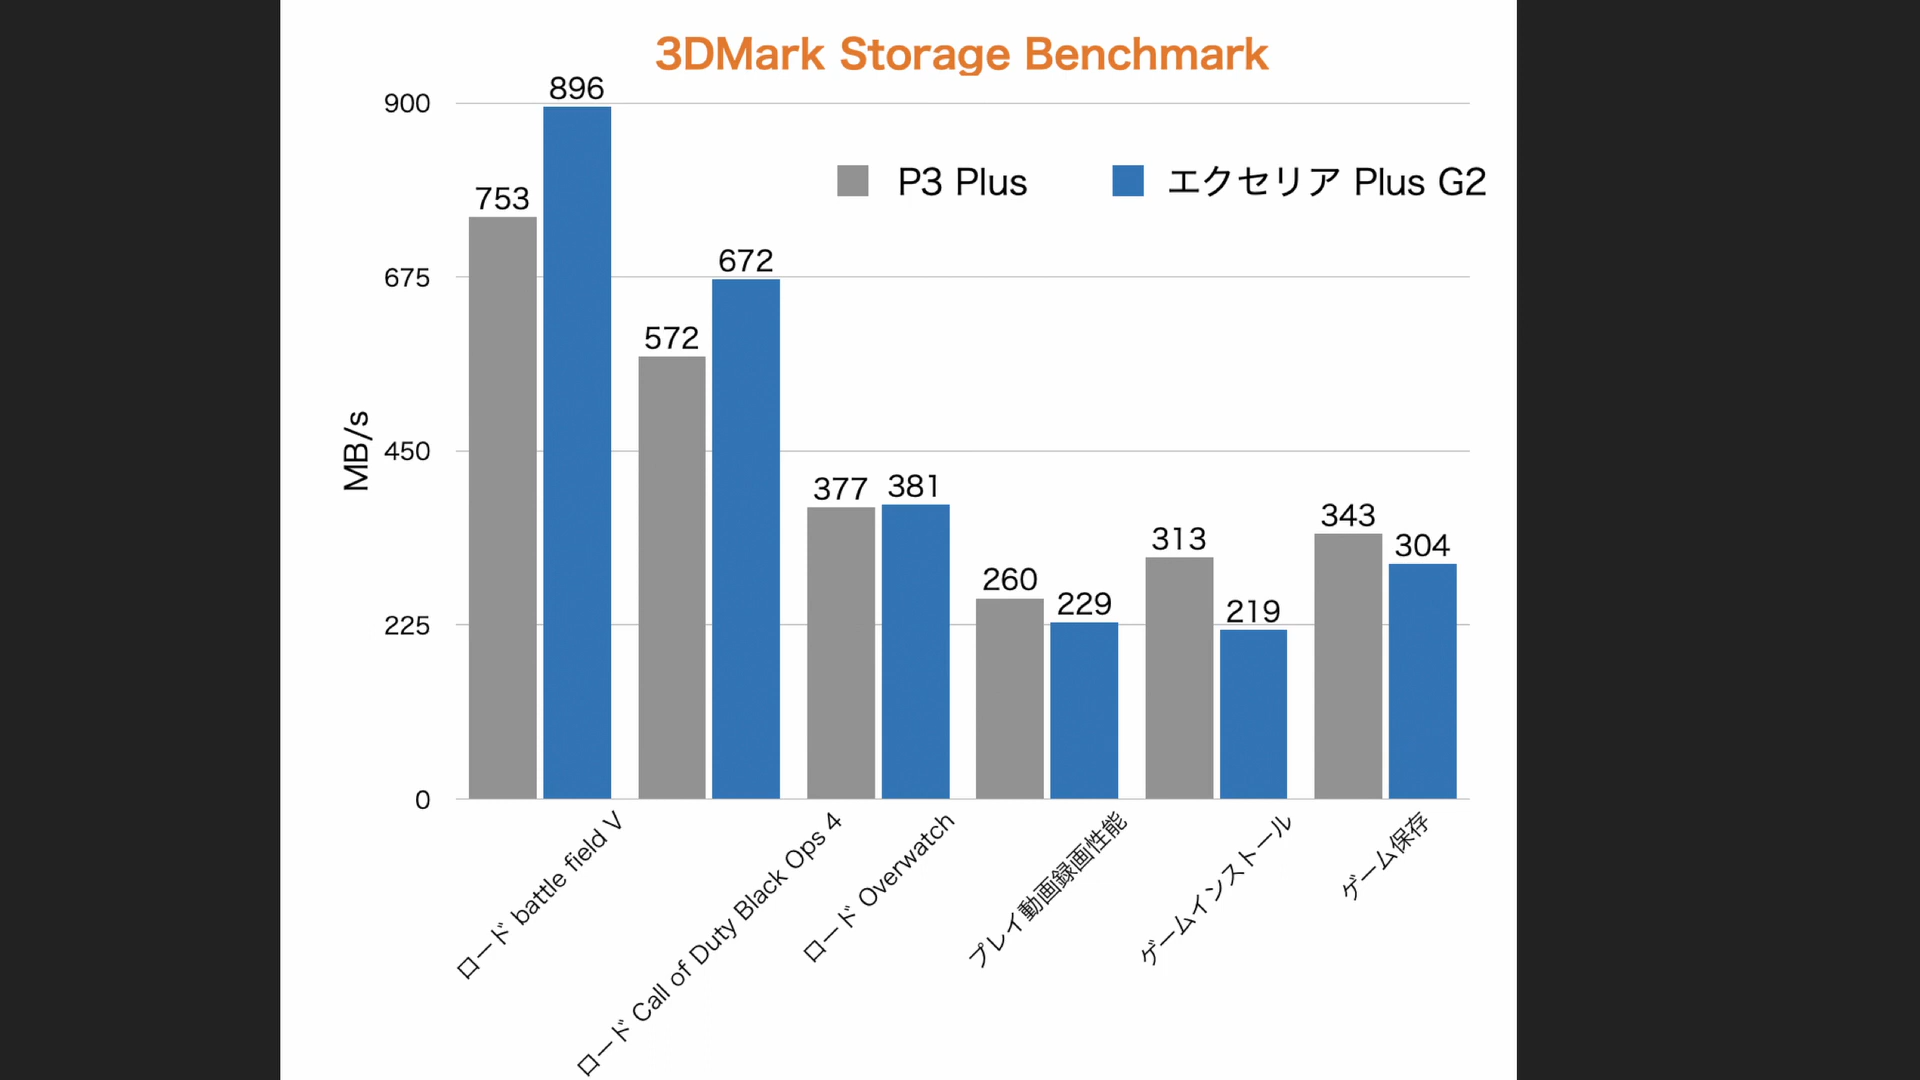 3DMark Storage Benchmark
P3 Plus
エクセリア Plus G2
MB/s
900
675
450
225
0
753
896
572
672
377
381
260
229
313
219
343
304
ロード battle field V
ロード Call of Duty Black Ops 4
ロード Overwatch
プレイ動画録画性能
ゲームインストール
ゲーム保存